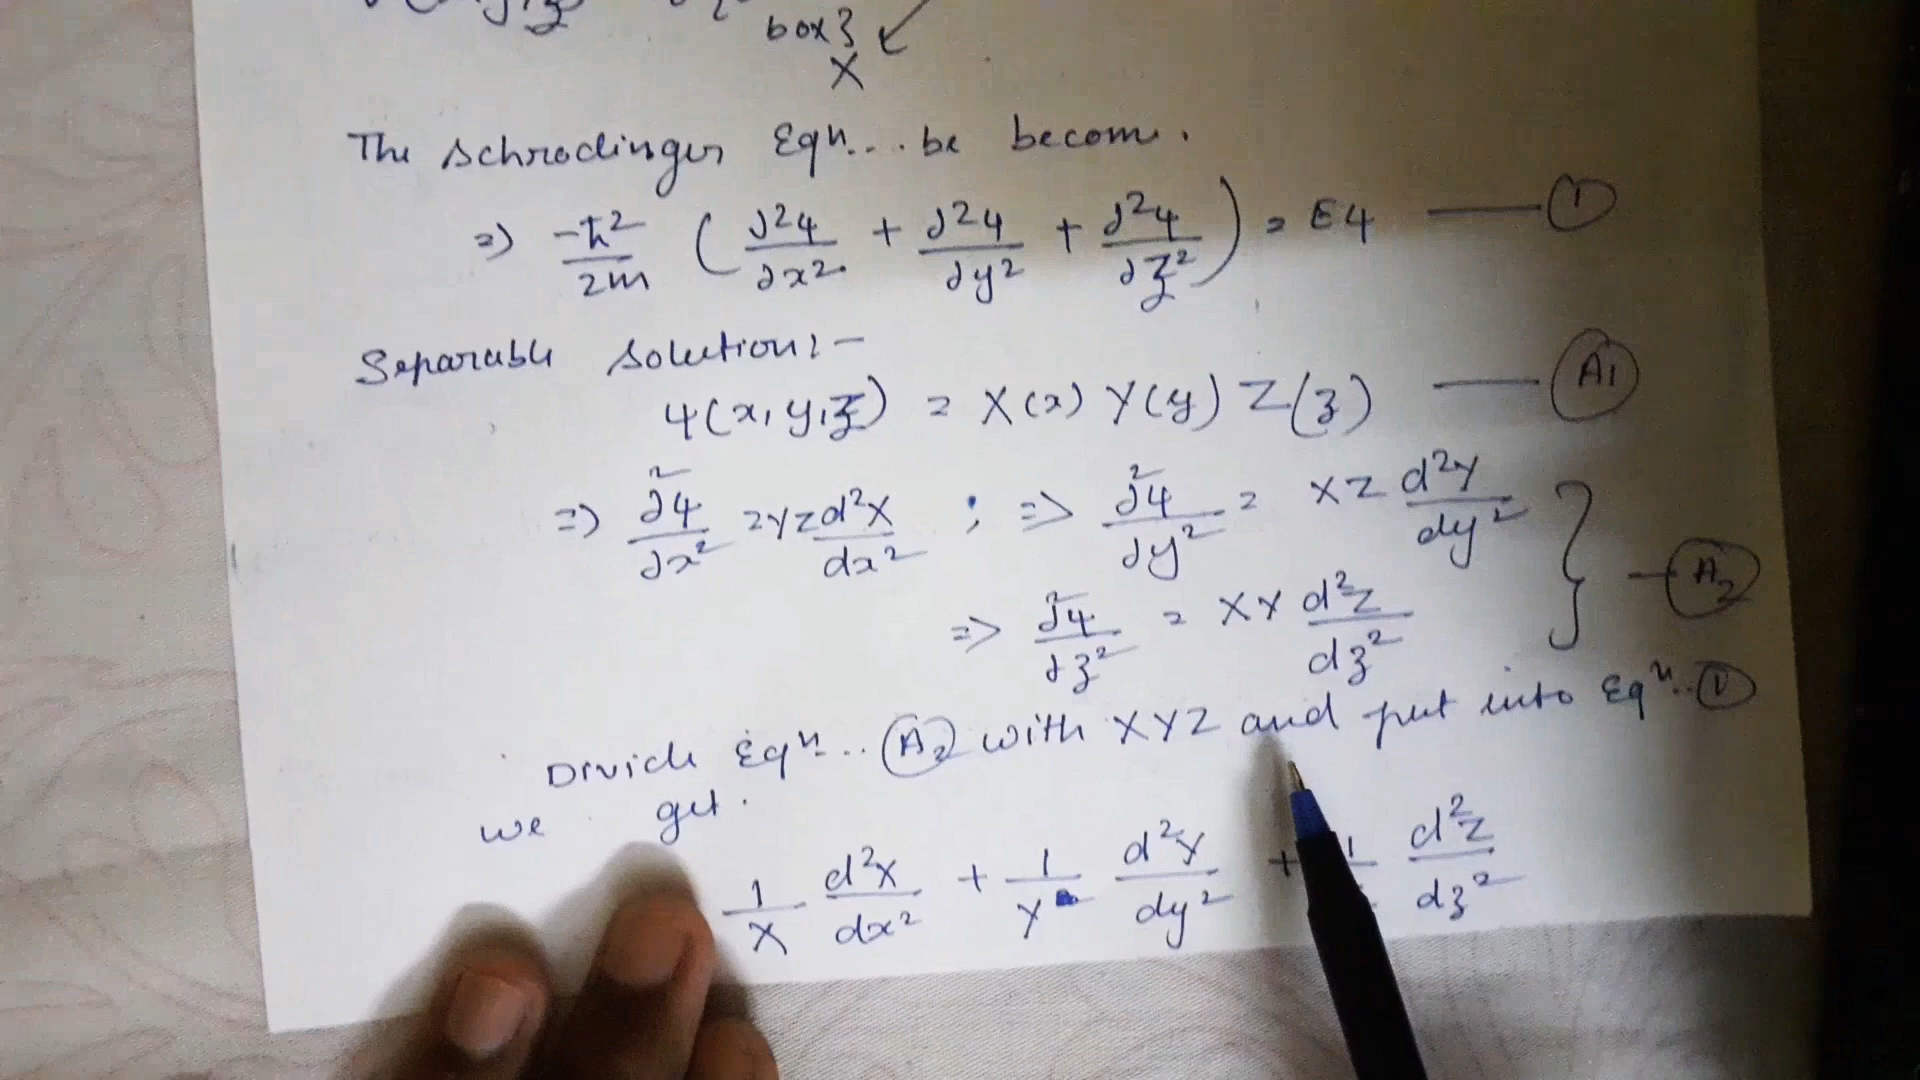 box}
X
The Schrodinger Eqn... be become.
=> -ħ²/2m (∂²ψ/∂x² + ∂²ψ/∂y² + ∂²ψ/∂z²) = Eψ —— (1)
Separable Solution:-
ψ(x, y, z) = X(x) Y(y) Z(z) —— (A1)
=> ∂²ψ/∂x² = YZ d²X/dx² ; => ∂²ψ/∂y² = XZ d²Y/dy²
=> ∂²ψ/∂z² = XY d²Z/dz² } — (A2)
Divide Eqn.. (A2) with XYZ and put into Eqn.. (1)
we get.
1/X d²X/dx² + 1/Y d²Y/dy² + d²Z/dz²